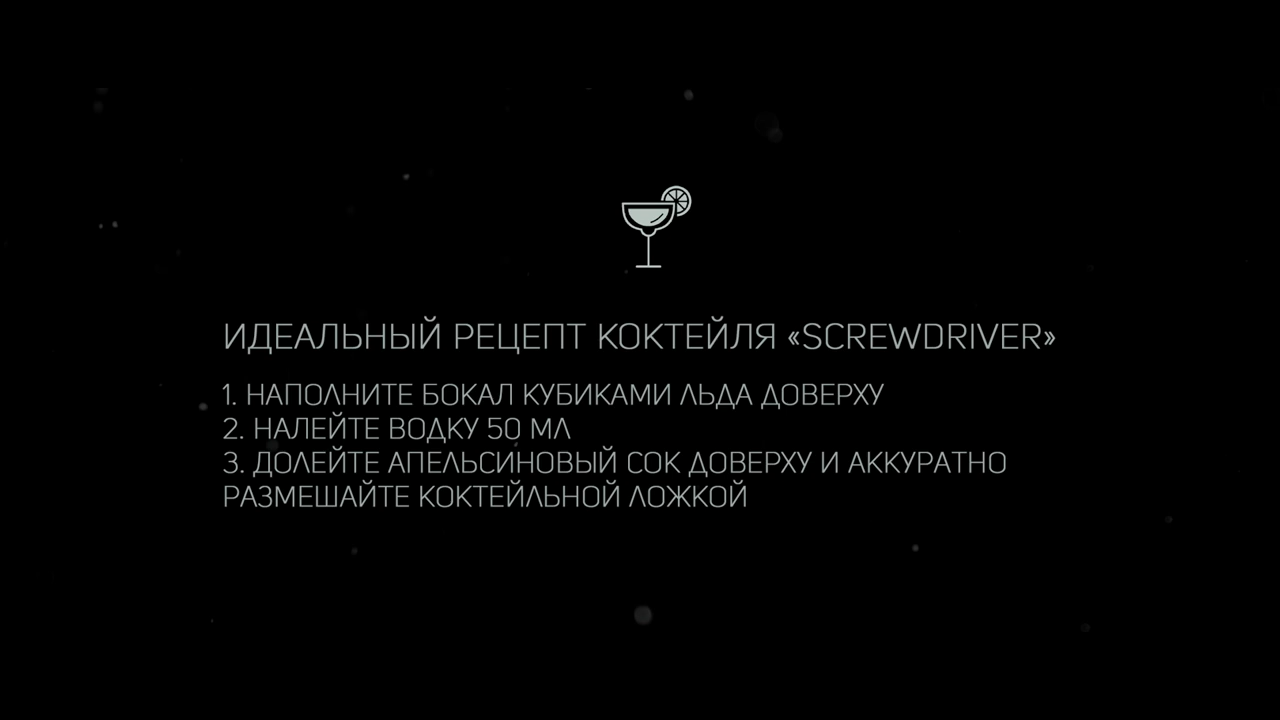 ИДЕАЛЬНЫЙ РЕЦЕПТ КОКТЕЙЛЯ «SCREWDRIVER»
1. НАПОЛНИТЕ БОКАЛ КУБИКАМИ ЛЬДА ДОВЕРХУ
2. НАЛЕЙТЕ ВОДКУ 50 МЛ
3. ДОЛЕЙТЕ АПЕЛЬСИНОВЫЙ СОК ДОВЕРХУ И АККУРАТНО
РАЗМЕШАЙТЕ КОКТЕЙЛЬНОЙ ЛОЖКОЙ